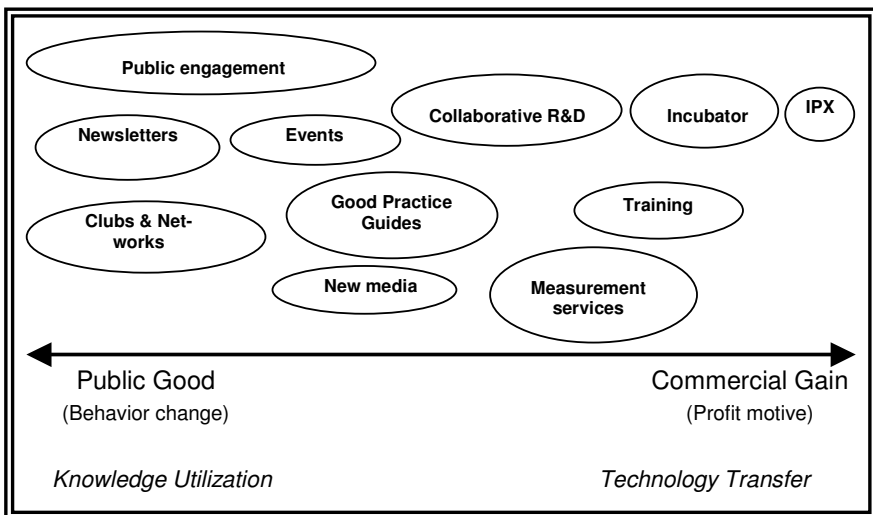 Public engagement
Collaborative R&D
Incubator
IPX
Newsletters
Events
Good Practice
Guides
Training
Clubs & Net-
works
New media
Measurement
services
Public Good
Commercial Gain
(Behavior change)
(Profit motive)
Knowledge Utilization
Technology Transfer